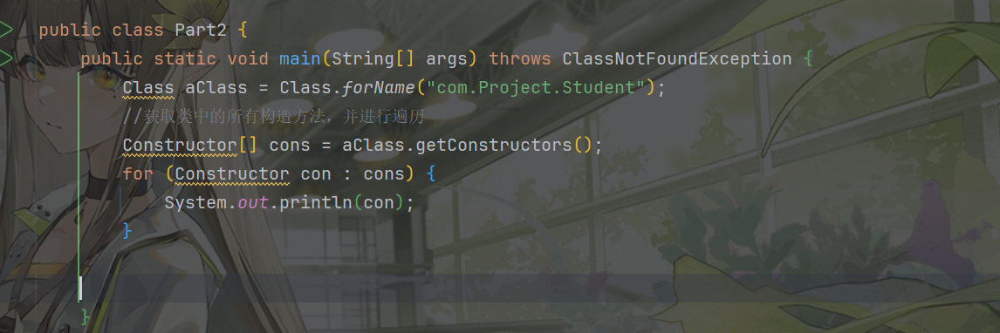 public class Part2 {
public static void main(String[] args) throws ClassNotFoundException {
Class aClass = Class.forName("com.Project.Student");
//获取类中的所有构造方法，并进行遍历
Constructor[] cons = aClass.getConstructors();
for (Constructor con : cons) {
System.out.println(con);
}
}